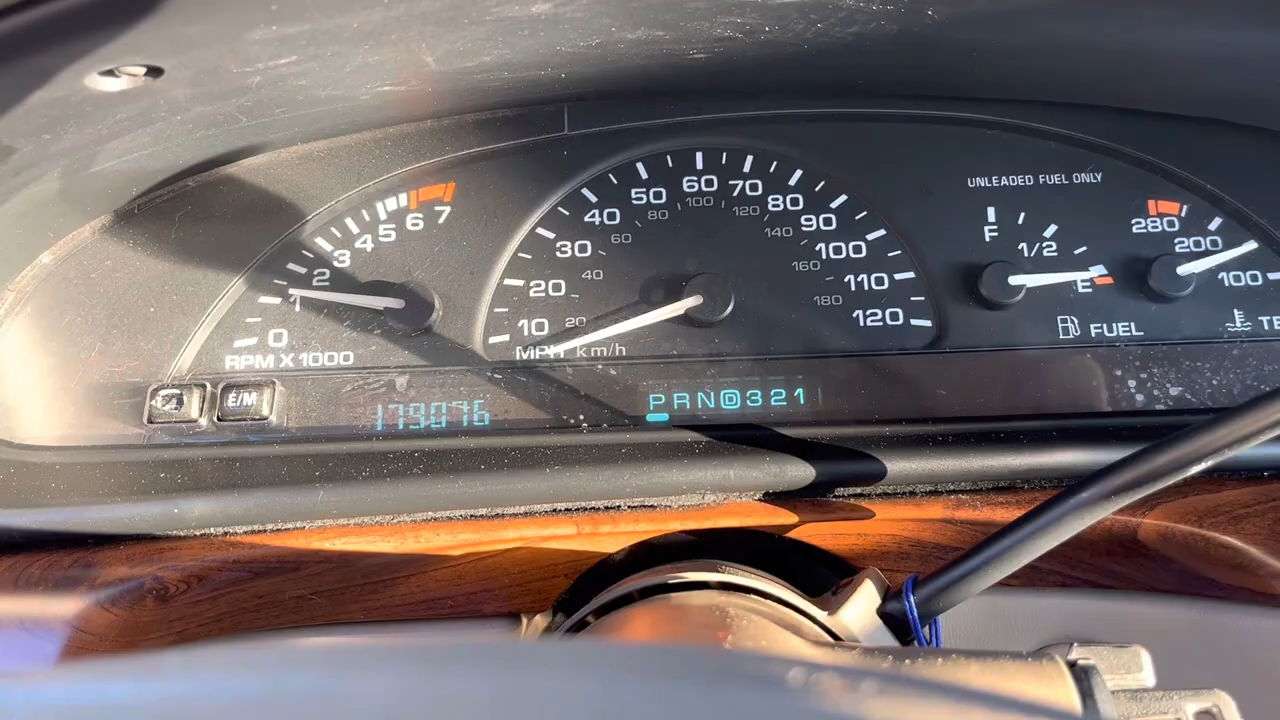 UNLEADED FUEL ONLY
0 1 2 3 4 5 6 7
RPM X 1000
10 20 30 40 50 60 70 80 90 100 110 120
20 40 60 80 100 120 140 160 180
MPH km/h
F 1/2 E
FUEL
280 200 100
TE
E/M
179076
PRND321